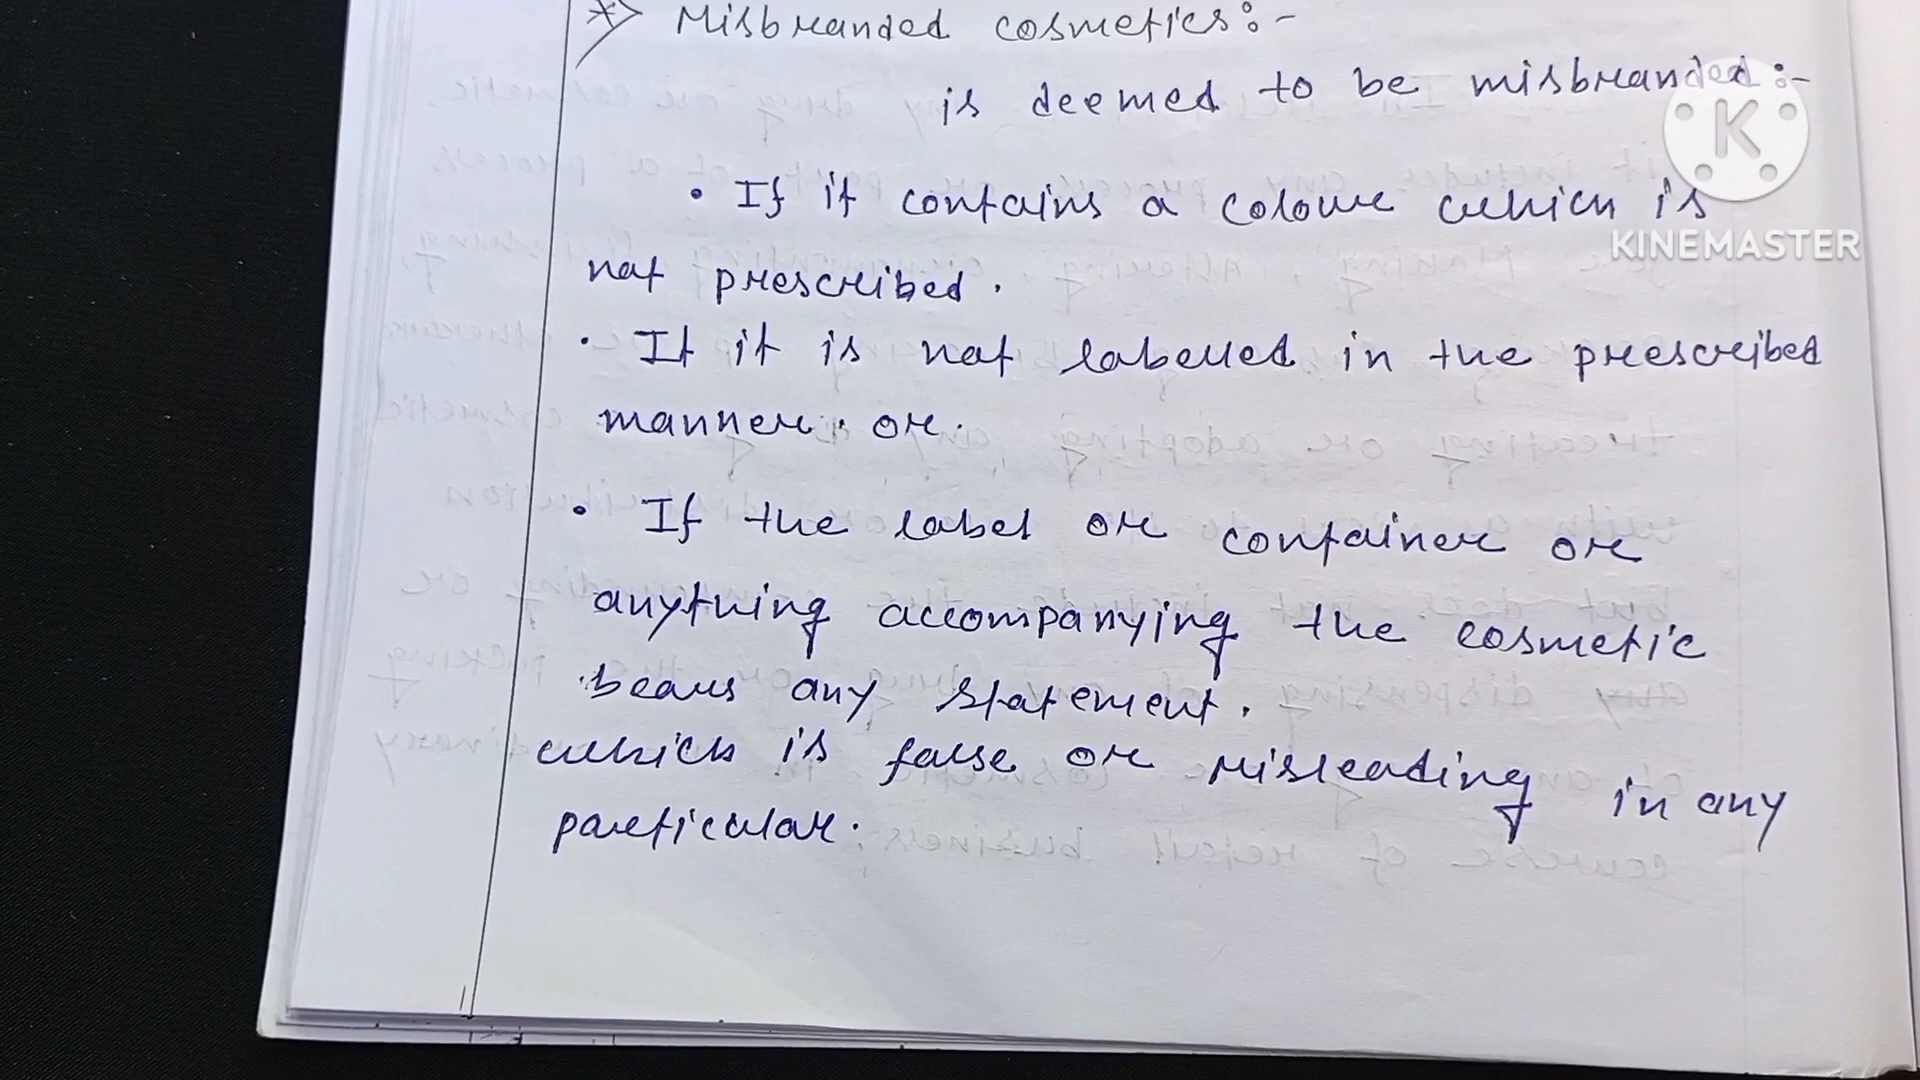 * Misbranded cosmetics:-
is deemed to be misbranded:-
• If it contains a colour which is
not prescribed.
• If it is not labelled in the prescribed
manner. or.
• If the label or container or
anything accompanying the cosmetic
bears any statement.
which is false or misleading in any
particular.
K
KINEMASTER